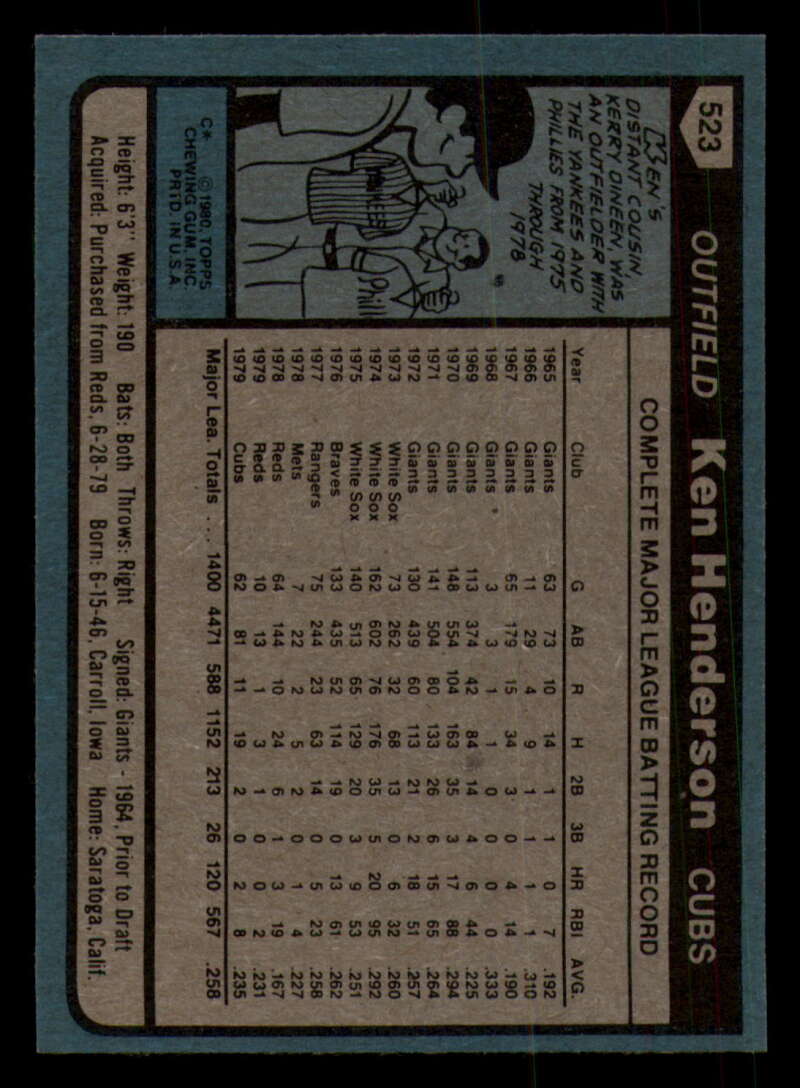 523 OUTFIELD Ken Henderson CUBS
KEN'S
DISTANT COUSIN,
KERRY DINEEN, WAS
AN OUTFIELDER WITH
THE YANKEES AND
PHILLIES FROM 1975
THROUGH
1978
Phil
C* ©1980 TOPPS
CHEWING GUM, INC.
PRTD. IN U.S.A.
COMPLETE MAJOR LEAGUE BATTING RECORD
Year Club G AB R H 2B 3B HR RBI AVG.
1965 Giants 63 73 10 14 1 1 0 7 .192
1966 Giants 11 29 4 9 1 1 1 1 .310
1967 Giants 65 179 15 34 3 0 4 14 .190
1968 Giants 3 3 1 1 0 0 0 0 .333
1969 Giants 113 374 42 84 14 4 6 44 .225
1970 Giants 148 554 104 163 35 3 17 88 .294
1971 Giants 141 504 80 133 26 6 15 65 .264
1972 Giants 130 439 60 113 21 2 18 51 .257
1973 White Sox 73 262 32 68 13 0 6 32 .260
1974 White Sox 162 602 76 176 35 5 20 95 .292
1975 White Sox 140 513 65 129 20 3 9 53 .251
1976 Braves 133 435 52 114 19 0 13 61 .262
1977 Rangers 75 244 23 63 14 0 5 23 .258
1978 Mets 7 22 2 5 2 0 1 4 .227
1978 Reds 64 144 10 24 6 1 3 19 .167
1979 Reds 10 13 1 3 1 0 0 2 .231
1979 Cubs 62 81 11 19 2 0 2 8 .235
Major Lea. Totals .... 1400 4471 588 1152 213 26 120 567 .258
Height: 6'3" Weight: 190 Bats: Both Throws: Right Signed: Giants - 1964, Prior to Draft
Acquired: Purchased from Reds, 6-28-79 Born: 6-15-46, Carroll, Iowa Home: Saratoga, Calif.